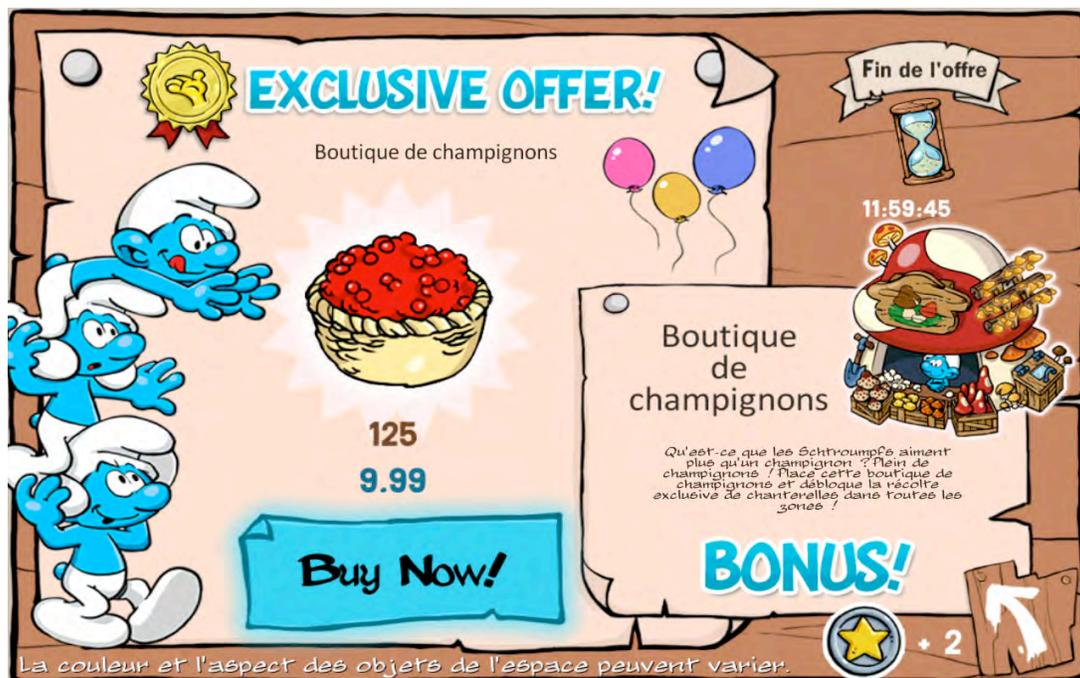 EXCLUSIVE OFFER!
Boutique de champignons
125
9.99
Buy Now!
Fin de l'offre
11:59:45
Boutique
de
champignons
Qu'est-ce que les Schtroumpfs aiment
plus qu'un champignon ? Plein de
champignons ! Place cette boutique de
champignons et débloque la récolte
exclusive de chanterelles dans toutes les
zones !
BONUS!
+ 2
La couleur et l'aspect des objets de l'espace peuvent varier.